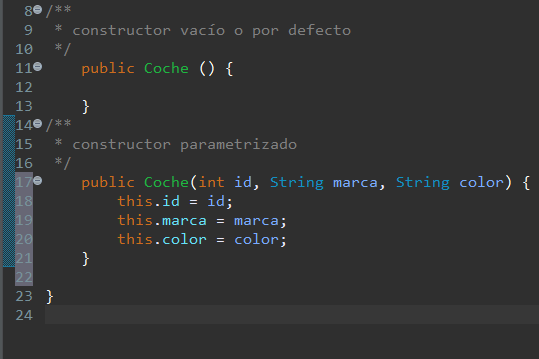 8 /**
9  * constructor vacío o por defecto
10  */
11     public Coche () {
12
13     }
14 /**
15  * constructor parametrizado
16  */
17     public Coche(int id, String marca, String color) {
18         this.id = id;
19         this.marca = marca;
20         this.color = color;
21     }
22
23 }
24